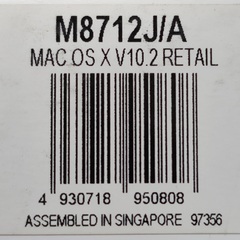 M8712J/A
MAC OS X V10.2 RETAIL
4 930718 950808
ASSEMBLED IN SINGAPORE 97356